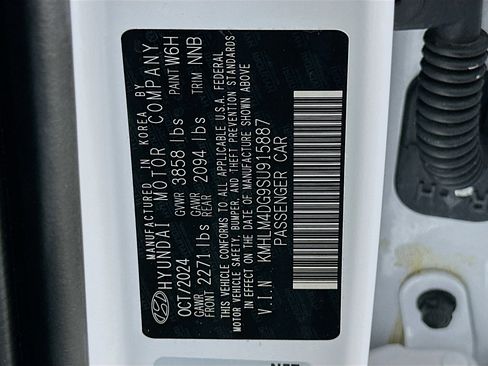 MANUFACTURED IN KOREA BY
HYUNDAI MOTOR COMPANY
OCT/2024 GVWR 3858 lbs PAINT W6H
GAWR FRONT 2271 lbs GAWR REAR 2094 lbs TRIM NNB
THIS VEHICLE CONFORMS TO ALL APPLICABLE U.S.A. FEDERAL
MOTOR VEHICLE SAFETY, BUMPER, AND THEFT PREVENTION STANDARDS
IN EFFECT ON THE DATE OF MANUFACTURE SHOWN ABOVE
V.I.N KMHLM4DG9SU915887
PASSENGER CAR